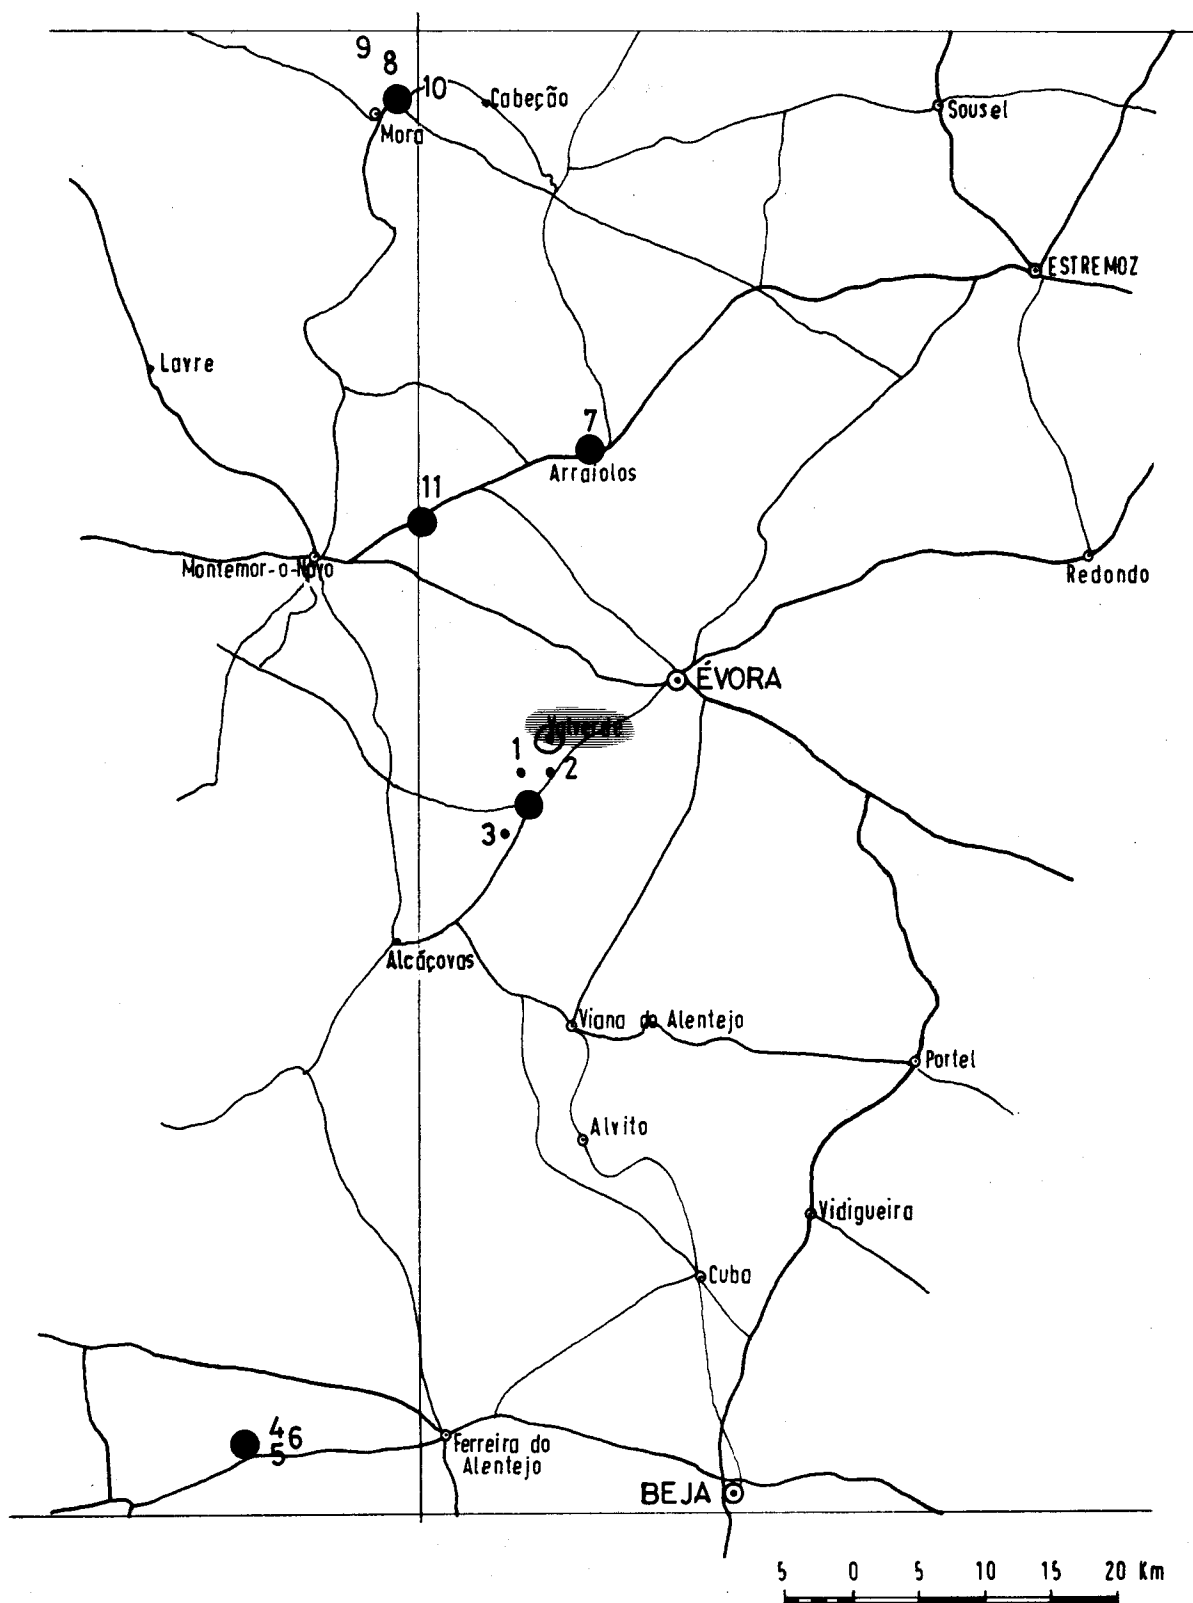 9
8
10
Cabeção
Sousel
Mora
ESTREMOZ
Lavre
7
Arraiolos
11
Montemor-o-Novo
Redondo
ÉVORA
Valverde
1
2
3
Alcáçovas
Viana do Alentejo
Portel
Alvito
Vidigueira
Cuba
46
5
Ferreira do
Alentejo
BEJA
5 0 5 10 15 20 Km